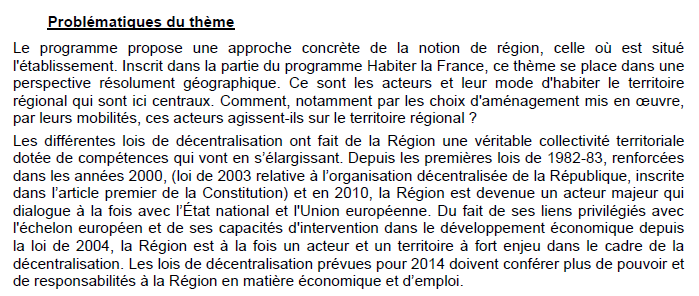 Problématiques du thème
Le programme propose une approche concrète de la notion de région, celle où est situé
l'établissement. Inscrit dans la partie du programme Habiter la France, ce thème se place dans une
perspective résolument géographique. Ce sont les acteurs et leur mode d'habiter le territoire
régional qui sont ici centraux. Comment, notamment par les choix d'aménagement mis en œuvre,
par leurs mobilités, ces acteurs agissent-ils sur le territoire régional ?
Les différentes lois de décentralisation ont fait de la Région une véritable collectivité territoriale
dotée de compétences qui vont en s’élargissant. Depuis les premières lois de 1982-83, renforcées
dans les années 2000, (loi de 2003 relative à l’organisation décentralisée de la République, inscrite
dans l’article premier de la Constitution) et en 2010, la Région est devenue un acteur majeur qui
dialogue à la fois avec l’État national et l'Union européenne. Du fait de ses liens privilégiés avec
l'échelon européen et de ses capacités d'intervention dans le développement économique depuis
la loi de 2004, la Région est à la fois un acteur et un territoire à fort enjeu dans le cadre de la
décentralisation. Les lois de décentralisation prévues pour 2014 doivent conférer plus de pouvoir et
de responsabilités à la Région en matière économique et d’emploi.